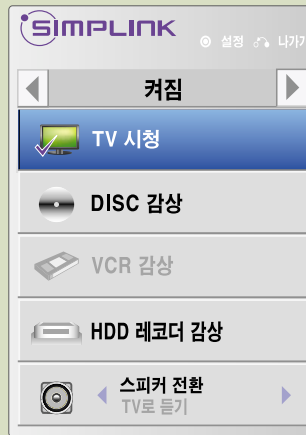 SIMPLINK
설정 나가기
켜짐
TV 시청
DISC 감상
VCR 감상
HDD 레코더 감상
스피커 전환
TV로 듣기